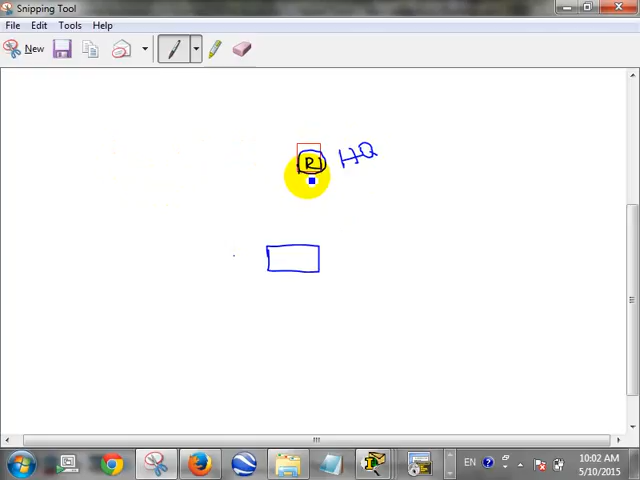 Snipping Tool
File Edit Tools Help
New
R HQ
EN 10:02 AM
5/10/2015